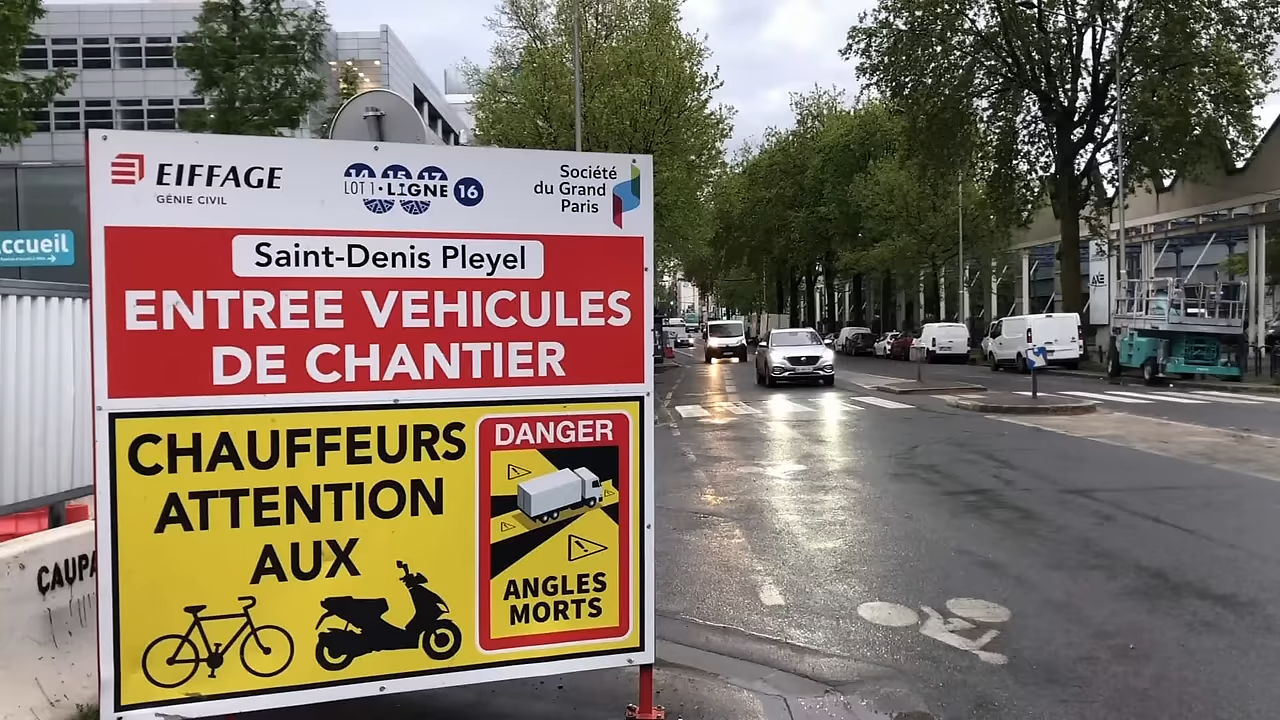 EIFFAGE
GÉNIE CIVIL
14 15 17
LOT 1 • LIGNE 16
Société
du Grand
Paris
Accueil
Saint-Denis Pleyel
ENTREE VEHICULES
DE CHANTIER
CHAUFFEURS
ATTENTION
AUX
DANGER
ANGLES
MORTS
CAUPA